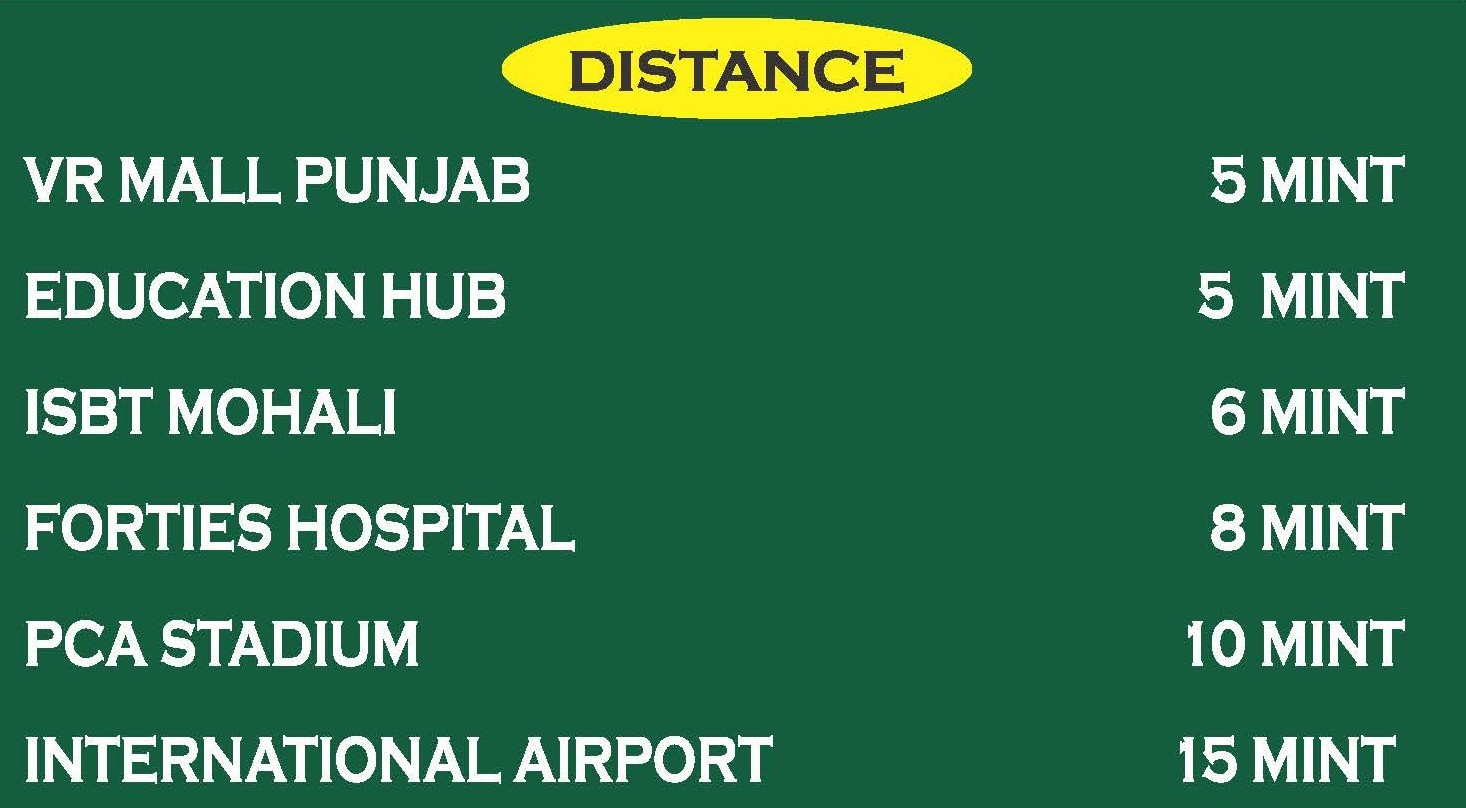 DISTANCE
VR MALL PUNJAB 5 MINT
EDUCATION HUB 5 MINT
ISBT MOHALI 6 MINT
FORTIES HOSPITAL 8 MINT
PCA STADIUM 10 MINT
INTERNATIONAL AIRPORT 15 MINT